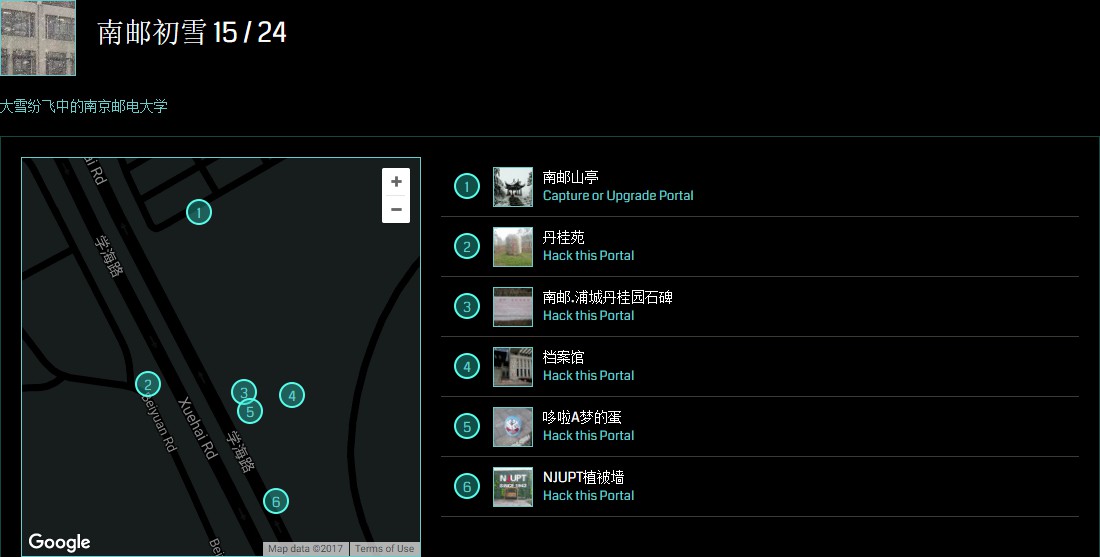 南邮初雪 15 / 24
大雪纷飞中的南京邮电大学
ai Rd
学海路
Xuehai Rd
学海路
Beiyuan Rd
Bei
1
2
3
4
5
6
+
−
Google
Map data ©2017
Terms of Use
1
南邮山亭
Capture or Upgrade Portal
2
丹桂苑
Hack this Portal
3
南邮.浦城丹桂园石碑
Hack this Portal
4
档案馆
Hack this Portal
5
哆啦A梦的蛋
Hack this Portal
6
NJUPT植被墙
Hack this Portal